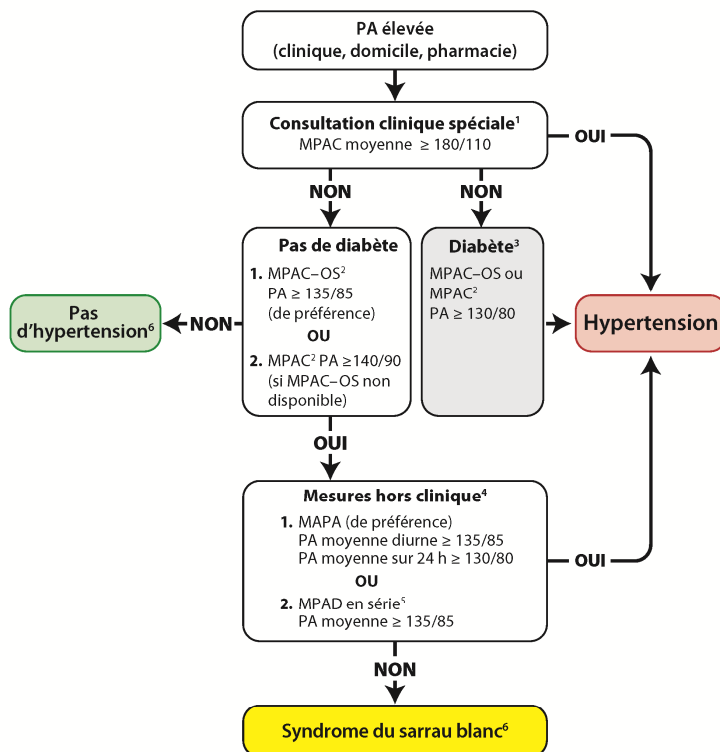 PA élevée
(clinique, domicile, pharmacie)
Consultation clinique spéciale¹
MPAC moyenne ≥ 180/110
OUI
NON
NON
Pas de diabète
1. MPAC–OS²
PA ≥ 135/85
(de préférence)
OU
2. MPAC² PA ≥140/90
(si MPAC–OS non
disponible)
Diabète³
MPAC–OS ou
MPAC²
PA ≥ 130/80
NON
Pas
d’hypertension⁶
Hypertension
OUI
Mesures hors clinique⁴
1. MAPA (de préférence)
PA moyenne diurne ≥ 135/85
PA moyenne sur 24 h ≥ 130/80
OU
2. MPAD en série⁵
PA moyenne ≥ 135/85
OUI
NON
Syndrome du sarrau blanc⁶